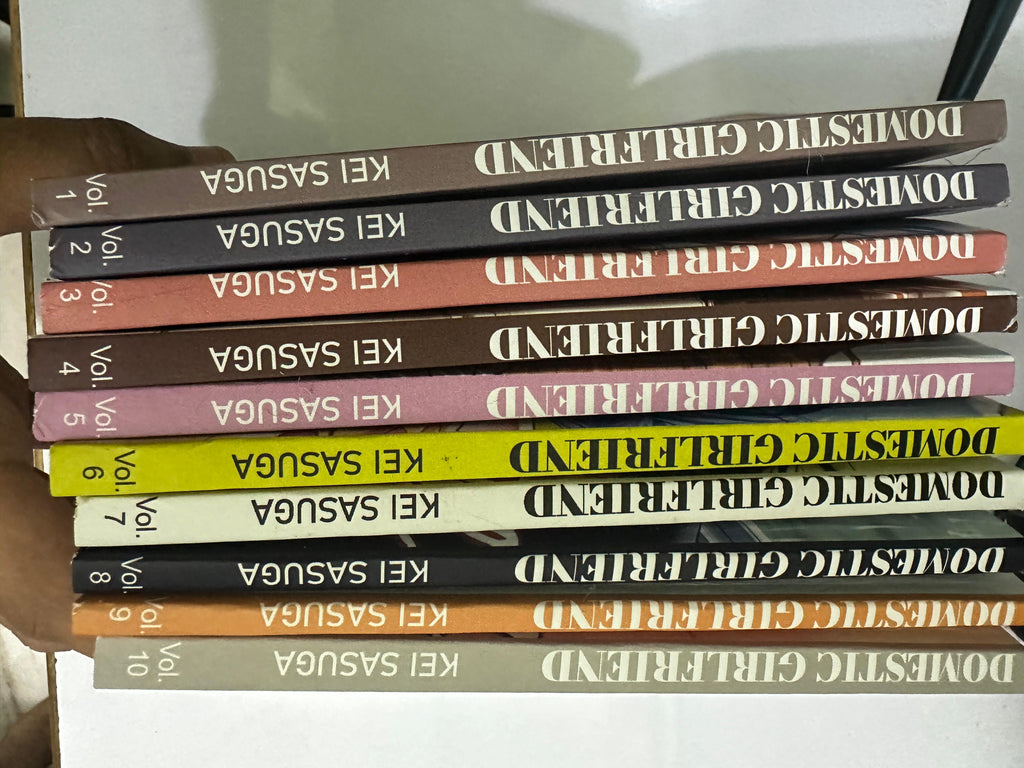 DOMESTIC GIRLFRIEND KEI SASUGA Vol. 1
DOMESTIC GIRLFRIEND KEI SASUGA Vol. 2
DOMESTIC GIRLFRIEND KEI SASUGA Vol. 3
DOMESTIC GIRLFRIEND KEI SASUGA Vol. 4
DOMESTIC GIRLFRIEND KEI SASUGA Vol. 5
DOMESTIC GIRLFRIEND KEI SASUGA Vol. 6
DOMESTIC GIRLFRIEND KEI SASUGA Vol. 7
DOMESTIC GIRLFRIEND KEI SASUGA Vol. 8
DOMESTIC GIRLFRIEND KEI SASUGA Vol. 9
DOMESTIC GIRLFRIEND KEI SASUGA Vol. 10